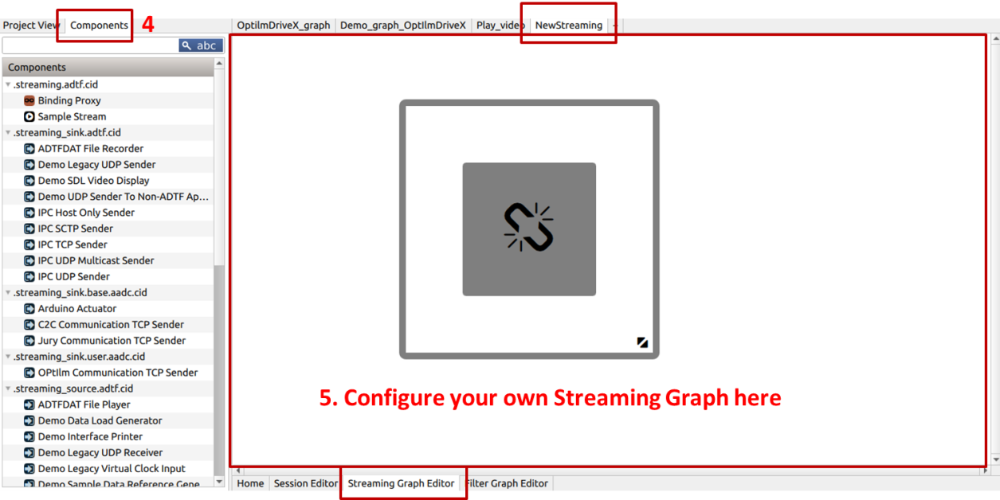 Project View Components 4 OptilmDriveX_graph Demo_graph_OptIlmDriveX Play_video NewStreaming
abc
Components
.streaming.adtf.cid
Binding Proxy
Sample Stream
.streaming_sink.adtf.cid
ADTFDAT File Recorder
Demo Legacy UDP Sender
Demo SDL Video Display
Demo UDP Sender To Non-ADTF Ap...
IPC Host Only Sender
IPC SCTP Sender
IPC TCP Sender
IPC UDP Multicast Sender
IPC UDP Sender
.streaming_sink.base.aadc.cid
Arduino Actuator
C2C Communication TCP Sender
Jury Communication TCP Sender
.streaming_sink.user.aadc.cid
OPtIlm Communication TCP Sender
.streaming_source.adtf.cid
ADTFDAT File Player
Demo Data Load Generator
Demo Interface Printer
Demo Legacy UDP Receiver
Demo Legacy Virtual Clock Input
Demo Sample Data Reference Gene
5. Configure your own Streaming Graph here
Home Session Editor Streaming Graph Editor Filter Graph Editor